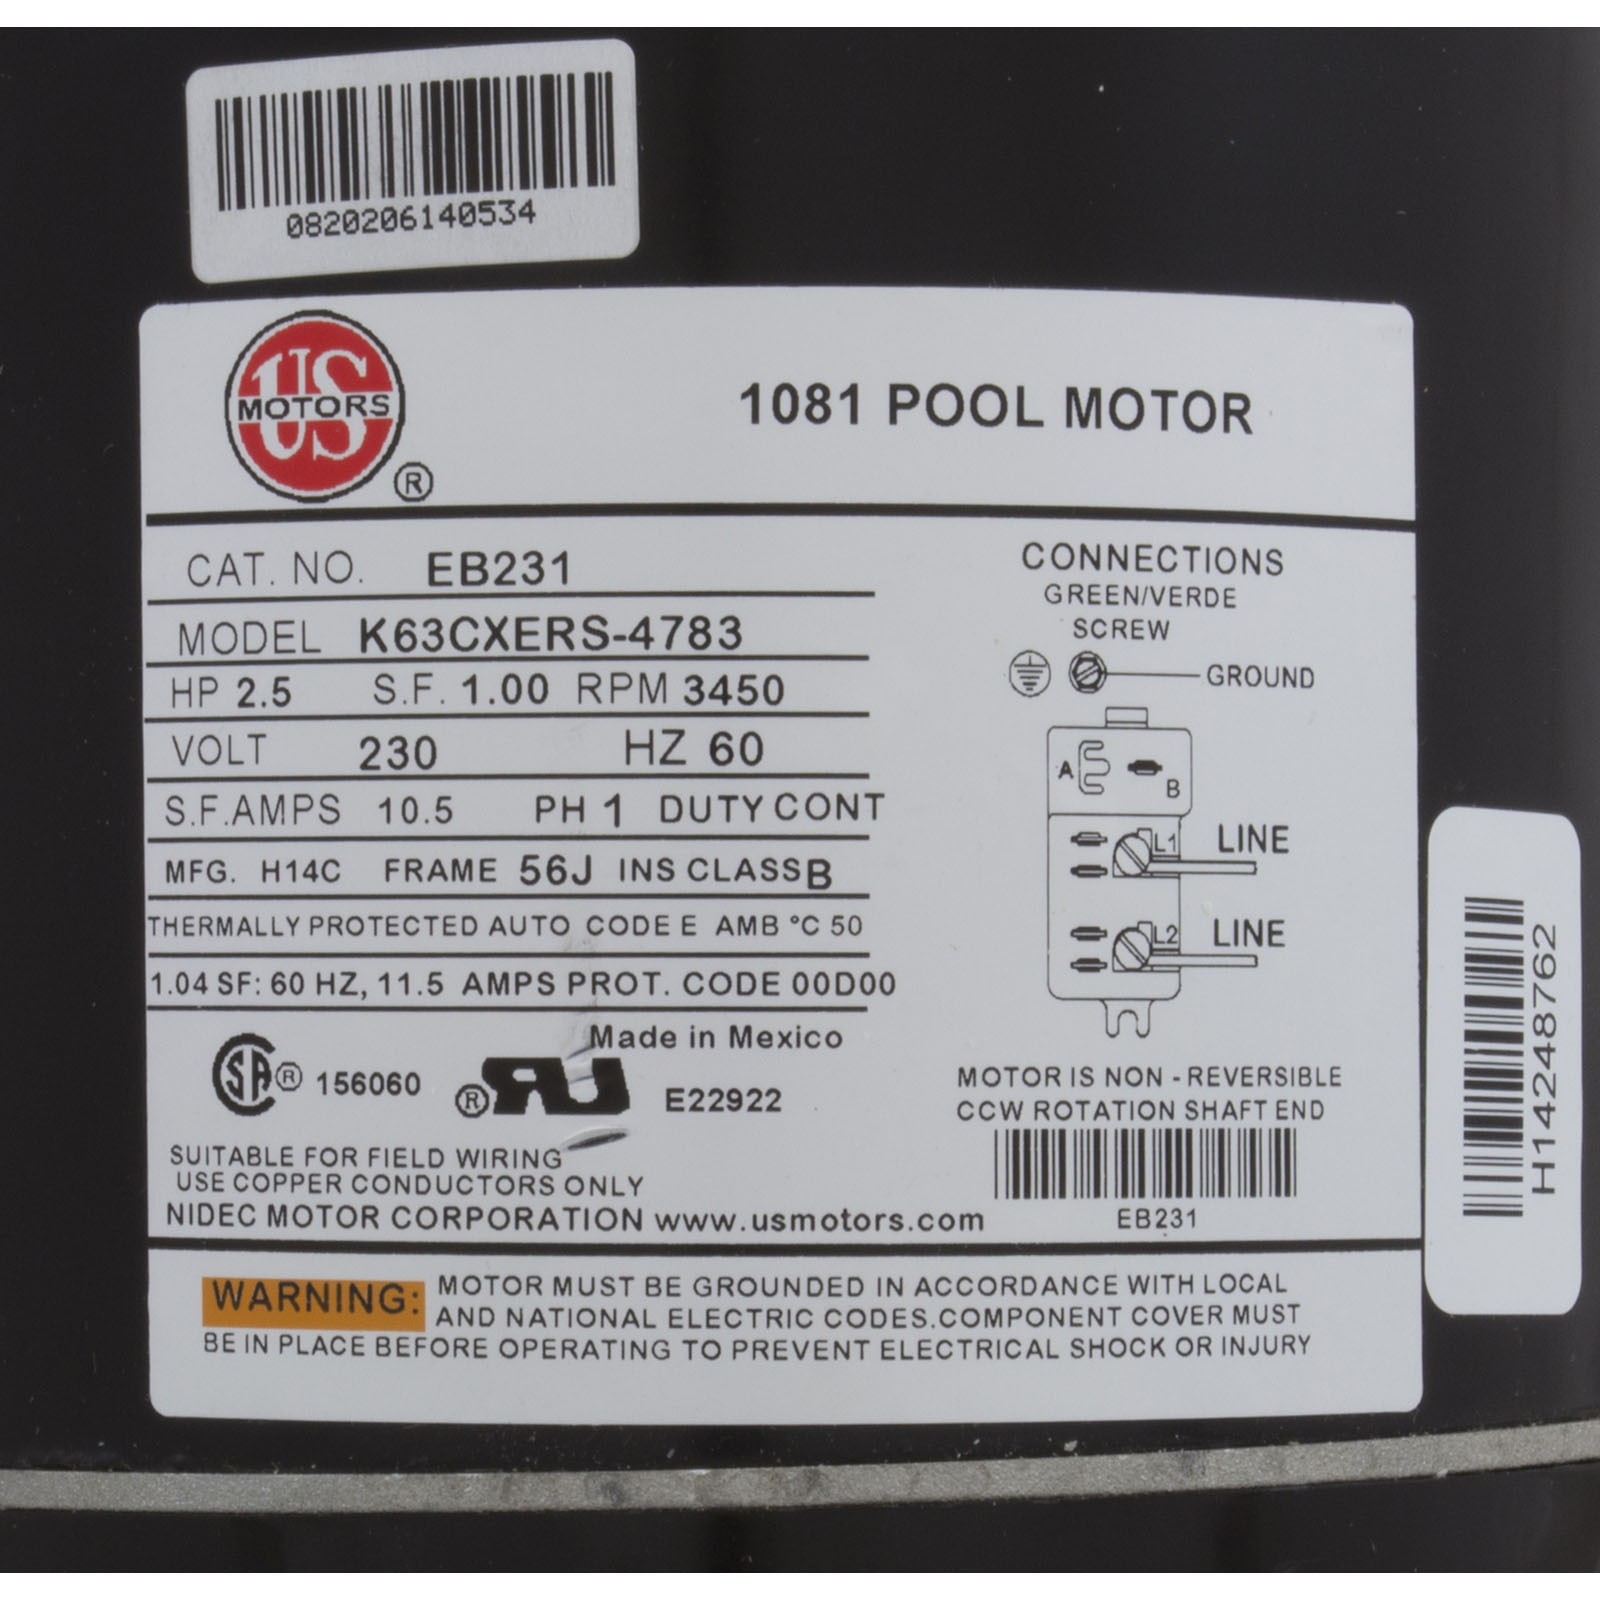 0820206140534
US
MOTORS
®
1081 POOL MOTOR
CAT. NO. EB231
MODEL K63CXERS-4783
HP 2.5 S.F. 1.00 RPM 3450
VOLT 230 HZ 60
S.F.AMPS 10.5 PH 1 DUTY CONT
MFG. H14C FRAME 56J INS CLASS B
THERMALLY PROTECTED AUTO CODE E AMB °C 50
1.04 SF: 60 HZ, 11.5 AMPS PROT. CODE 00D00
Made in Mexico
SA ® 156060 ® RU E22922
SUITABLE FOR FIELD WIRING
USE COPPER CONDUCTORS ONLY
NIDEC MOTOR CORPORATION www.usmotors.com
CONNECTIONS
GREEN/VERDE
SCREW
GROUND
A B
L1 LINE
L2 LINE
MOTOR IS NON - REVERSIBLE
CCW ROTATION SHAFT END
EB231
WARNING: MOTOR MUST BE GROUNDED IN ACCORDANCE WITH LOCAL
AND NATIONAL ELECTRIC CODES.COMPONENT COVER MUST
BE IN PLACE BEFORE OPERATING TO PREVENT ELECTRICAL SHOCK OR INJURY
H14248762